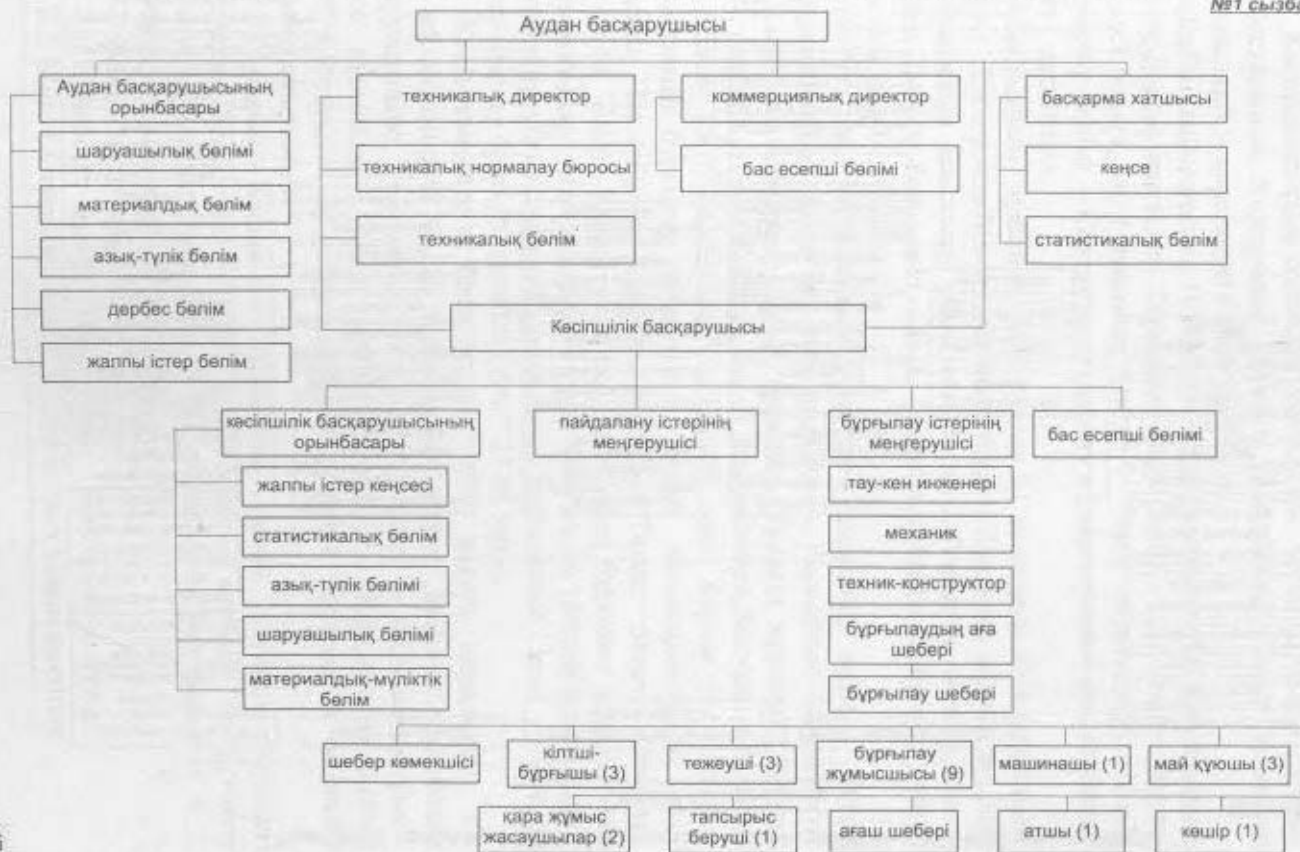 №1 сызба
Аудан басқарушысы
Аудан басқарушысының
орынбасары
техникалық директор
коммерциялық директор
басқарма хатшысы
шаруашылық бөлімі
техникалық нормалау бюросы
бас есепші бөлімі
кеңсе
материалдық бөлім
техникалық бөлім
статистикалық бөлім
азық-түлік бөлім
дербес бөлім
жалпы істер бөлім
Кәсіпшілік басқарушысы
кәсіпшілік басқарушысының
орынбасары
пайдалану істерінің
меңгерушісі
бұрғылау істерінің
меңгерушісі
бас есепші бөлімі
жалпы істер кеңсесі
статистикалық бөлім
азық-түлік бөлімі
шаруашылық бөлімі
материалдық-мүліктік
бөлім
тау-кен инженері
механик
техник-конструктор
бұрғылаудың аға
шебері
бұрғылау шебері
шебер көмекшісі
кілтші-
бұрғышы (3)
тежеуші (3)
бұрғылау
жұмысшысы (9)
машинашы (1)
май құюшы (3)
қара жұмыс
жасаушылар (2)
тапсырыс
беруші (1)
ағаш шебері
атшы (1)
көшір (1)